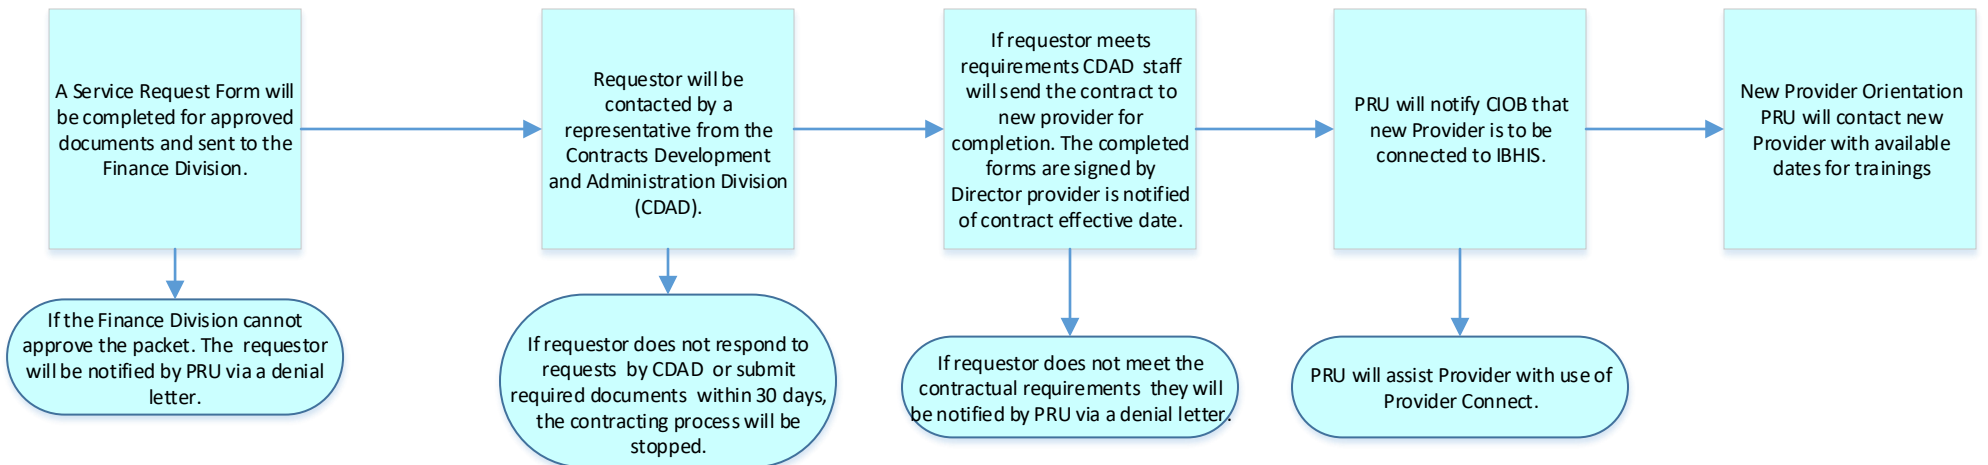 A Service Request Form will
be completed for approved
documents and sent to the
Finance Division.
Requestor will be
contacted by a
representative from the
Contracts Development
and Administration Division
(CDAD).
If requestor meets
requirements CDAD staff
will send the contract to
new provider for
completion. The completed
forms are signed by
Director provider is notified
of contract effective date.
PRU will notify CIOB that
new Provider is to be
connected to IBHIS.
New Provider Orientation
PRU will contact new
Provider with available
dates for trainings
If the Finance Division cannot
approve the packet. The requestor
will be notified by PRU via a denial
letter.
If requestor does not respond to
requests by CDAD or submit
required documents within 30 days,
the contracting process will be
stopped.
If requestor does not meet the
contractual requirements they will
be notified by PRU via a denial letter.
PRU will assist Provider with use of
Provider Connect.